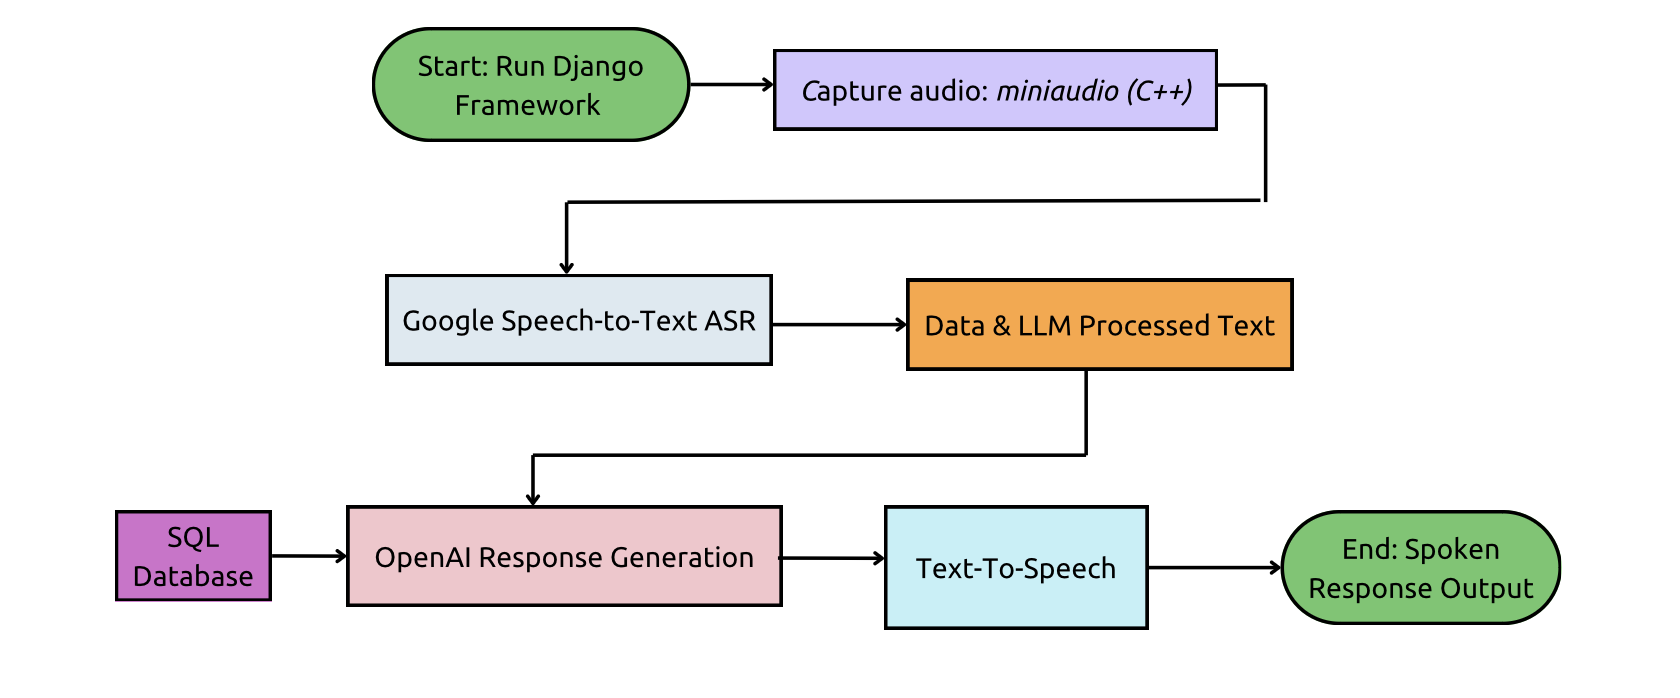 Start: Run Django
Framework
Capture audio: miniaudio (C++)
Google Speech-to-Text ASR
Data & LLM Processed Text
SQL
Database
OpenAI Response Generation
Text-To-Speech
End: Spoken
Response Output